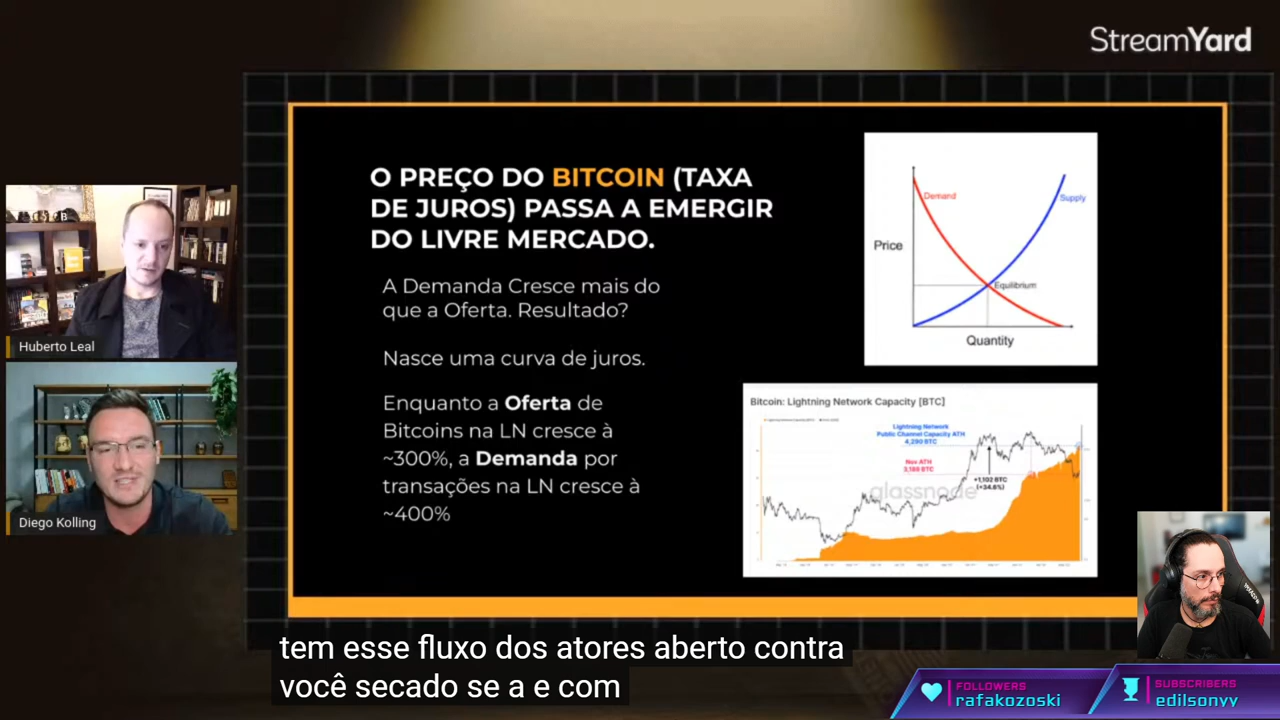 StreamYard
O PREÇO DO BITCOIN (TAXA
DE JUROS) PASSA A EMERGIR
DO LIVRE MERCADO.
A Demanda Cresce mais do
que a Oferta. Resultado?
Nasce uma curva de juros.
Enquanto a Oferta de
Bitcoins na LN cresce à
~300%, a Demanda por
transações na LN cresce à
~400%
Demand
Supply
Price
Equilibrium
Quantity
Bitcoin: Lightning Network Capacity [BTC]
Lightning Network
Public Channel Capacity ATH
4,290 BTC
Nov ATH
3,188 BTC
+1,102 BTC
(+34.6%)
glassnode
Huberto Leal
Diego Kolling
tem esse fluxo dos atores aberto contra
você secado se a e com
FOLLOWERS
rafakozoski
SUBSCRIBERS
edilsonyy